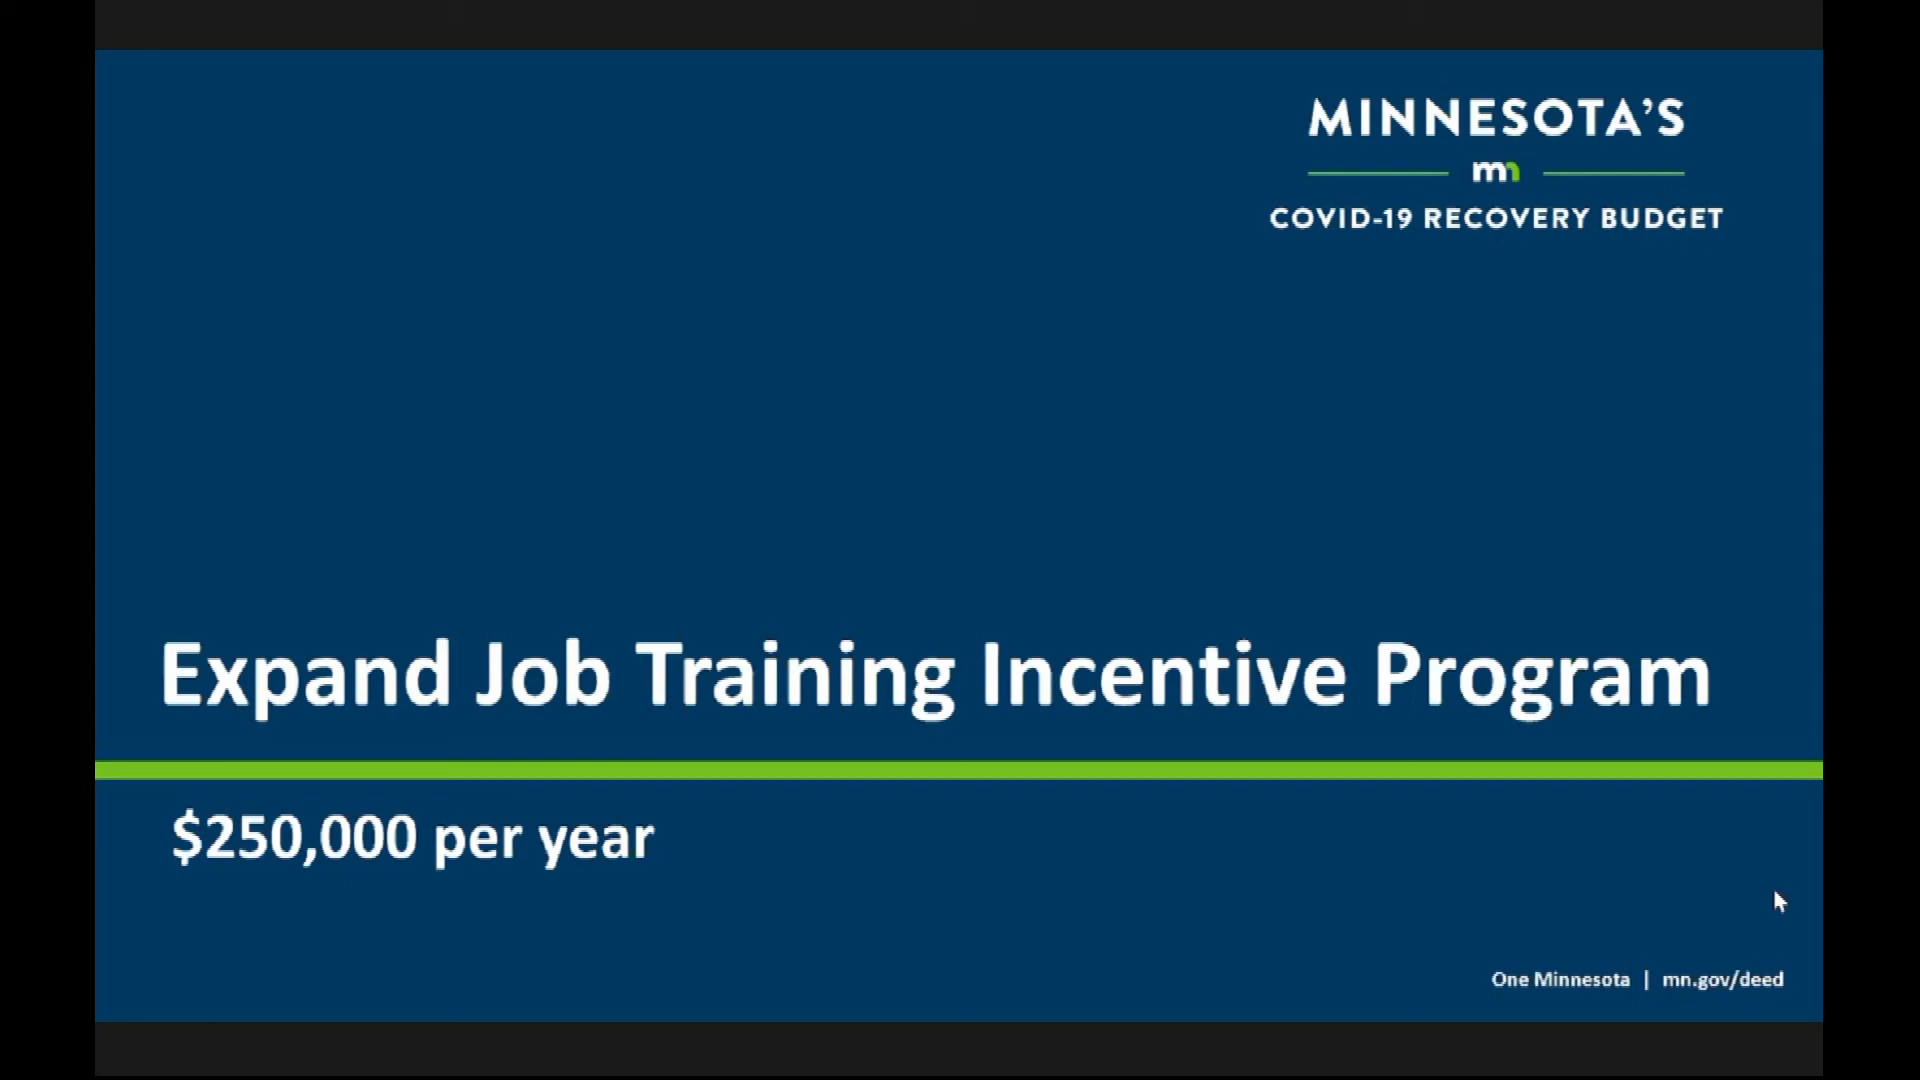 MINNESOTA'S
mn
COVID-19 RECOVERY BUDGET
Expand Job Training Incentive Program
$250,000 per year
One Minnesota | mn.gov/deed